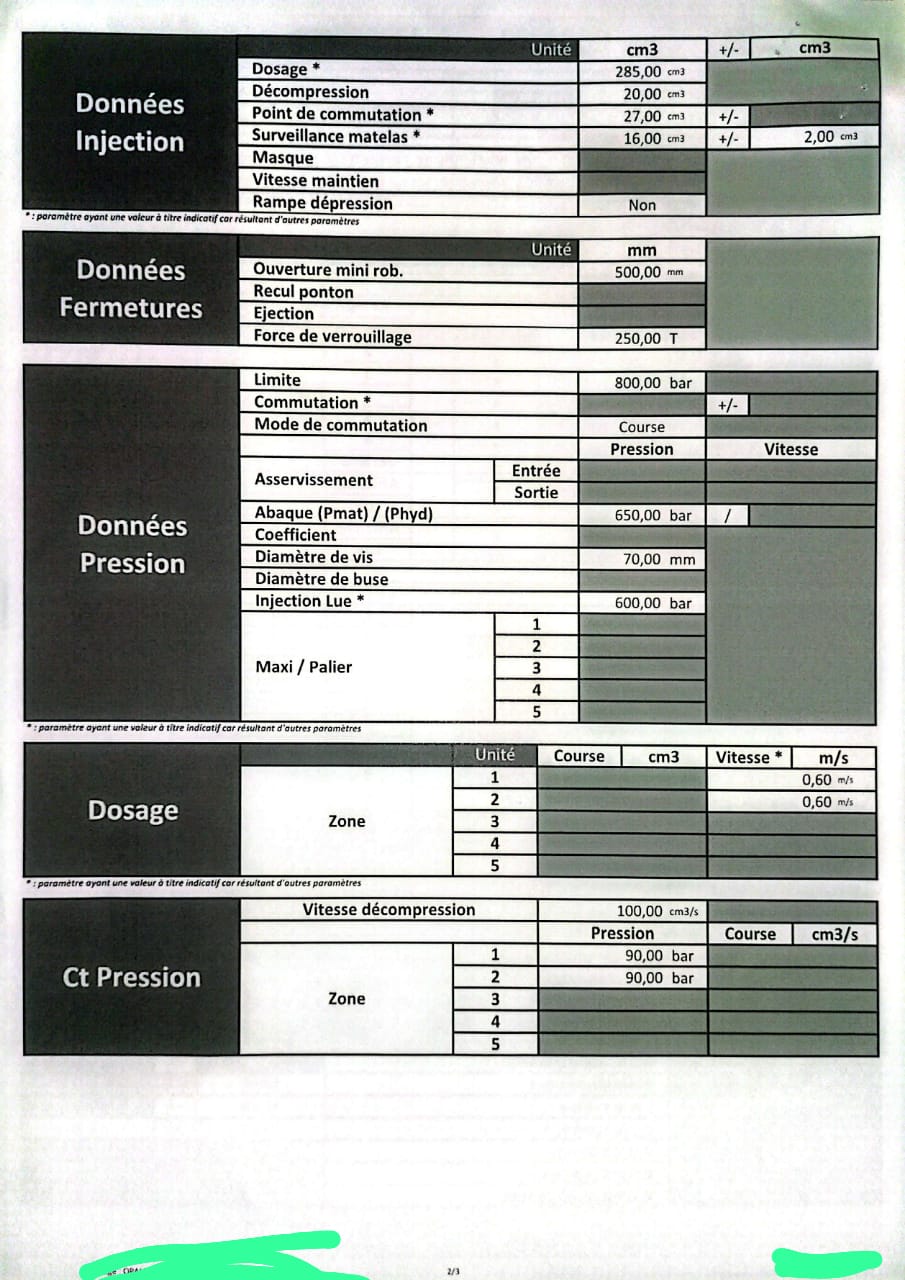 Unité cm3 +/- cm3
Données Injection
Dosage * 285,00 cm3
Décompression 20,00 cm3
Point de commutation * 27,00 cm3 +/-
Surveillance matelas * 16,00 cm3 +/- 2,00 cm3
Masque
Vitesse maintien
Rampe dépression Non
* : paramètre ayant une valeur à titre indicatif car résultant d'autres paramètres
Unité mm
Données Fermetures
Ouverture mini rob. 500,00 mm
Recul ponton
Ejection
Force de verrouillage 250,00 T
Données Pression
Limite 800,00 bar
Commutation * +/-
Mode de commutation Course
Pression Vitesse
Asservissement Entrée
Sortie
Abaque (Pmat) / (Phyd) 650,00 bar /
Coefficient
Diamètre de vis 70,00 mm
Diamètre de buse
Injection Lue * 600,00 bar
Maxi / Palier
1
2
3
4
5
* : paramètre ayant une valeur à titre indicatif car résultant d'autres paramètres
Unité Course cm3 Vitesse * m/s
Dosage
Zone
1 0,60 m/s
2 0,60 m/s
3
4
5
* : paramètre ayant une valeur à titre indicatif car résultant d'autres paramètres
Vitesse décompression 100,00 cm3/s
Pression Course cm3/s
Ct Pression
Zone
1 90,00 bar
2 90,00 bar
3
4
5
2/3